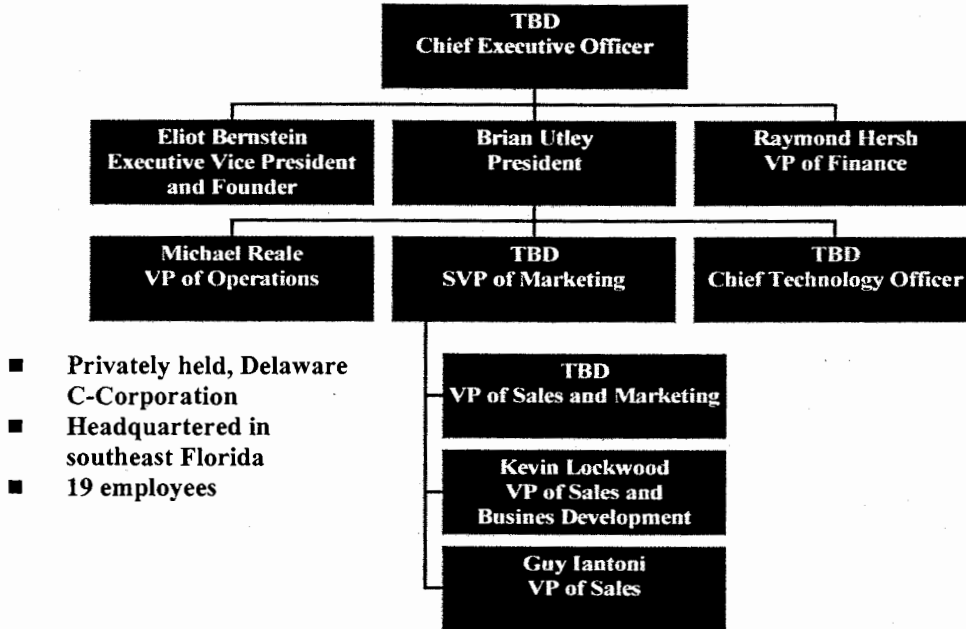 TBD
Chief Executive Officer
Eliot Bernstein
Executive Vice President
and Founder
Brian Utley
President
Raymond Hersh
VP of Finance
Michael Reale
VP of Operations
TBD
SVP of Marketing
TBD
Chief Technology Officer
■ Privately held, Delaware
C-Corporation
■ Headquartered in
southeast Florida
■ 19 employees
TBD
VP of Sales and Marketing
Kevin Lockwood
VP of Sales and
Busines Development
Guy Iantoni
VP of Sales